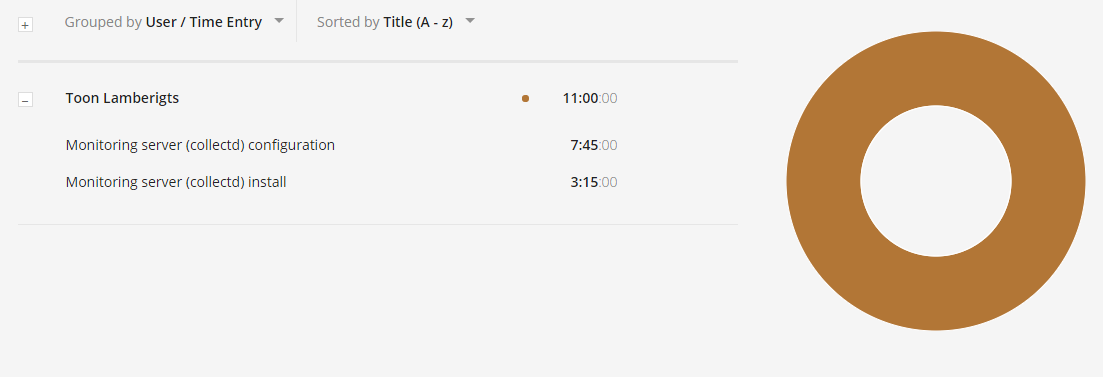 Grouped by User / Time Entry Sorted by Title (A - z)
Toon Lamberigts 11:00:00
Monitoring server (collectd) configuration 7:45:00
Monitoring server (collectd) install 3:15:00